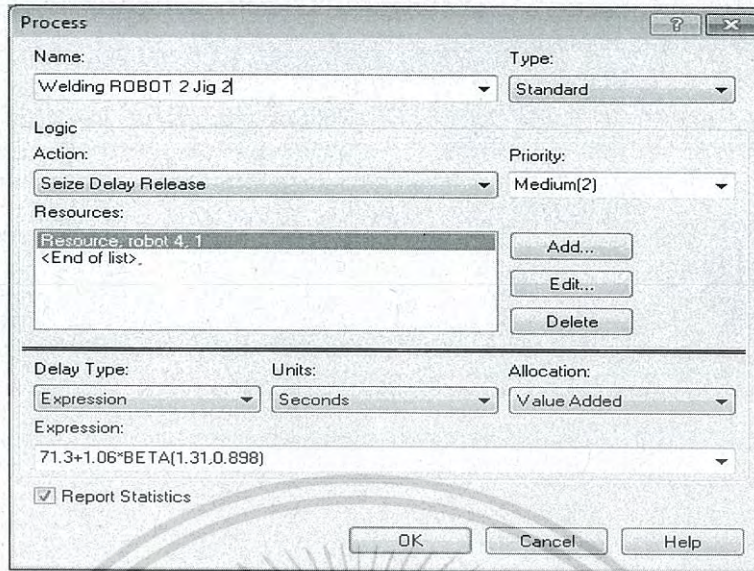 Process
Name:
Type:
Welding ROBOT 2 Jig 2
Standard
Logic
Action:
Priority:
Seize Delay Release
Medium(2)
Resources:
Resource, robot 4, 1
<End of list>,
Add...
Edit...
Delete
Delay Type:
Units:
Allocation:
Expression
Seconds
Value Added
Expression:
71.3+1.06*BETA(1.31,0.898)
Report Statistics
OK
Cancel
Help